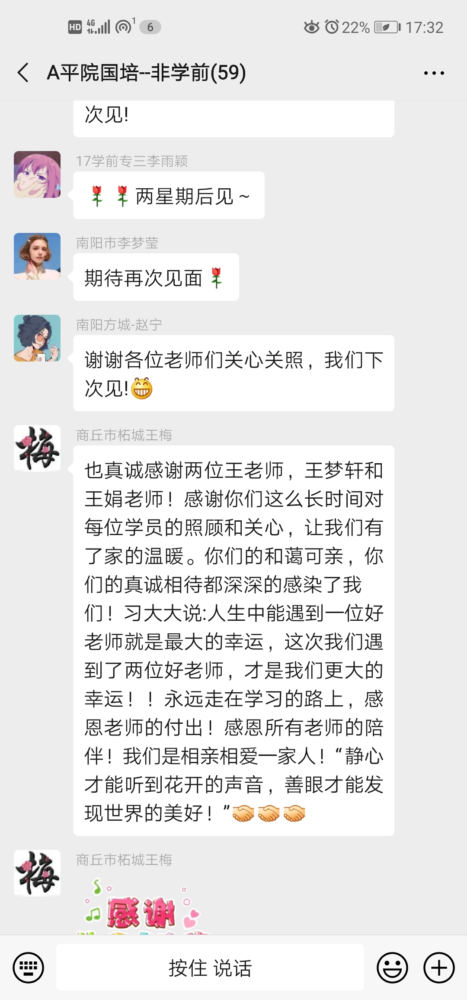 HD 4G 1 6 22% 17:32
A平院国培--非学前(59)
次见!
17学前专三李雨颖
两星期后见~
南阳市李梦莹
期待再次见面
南阳方城-赵宁
谢谢各位老师们关心关照，我们下
次见!
梅
商丘市柘城王梅
也真诚感谢两位王老师，王梦轩和
王娟老师！感谢你们这么长时间对
每位学员的照顾和关心，让我们有
了家的温暖。你们的和蔼可亲，你
们的真诚相待都深深的感染了我
们！习大大说:人生中能遇到一位好
老师就是最大的幸运，这次我们遇
到了两位好老师，才是我们更大的
幸运！！永远走在学习的路上，感
恩老师的付出！感恩所有老师的陪
伴！我们是相亲相爱一家人！“静心
才能听到花开的声音，善眼才能发
现世界的美好！”
梅
商丘市柘城王梅
感谢
按住 说话